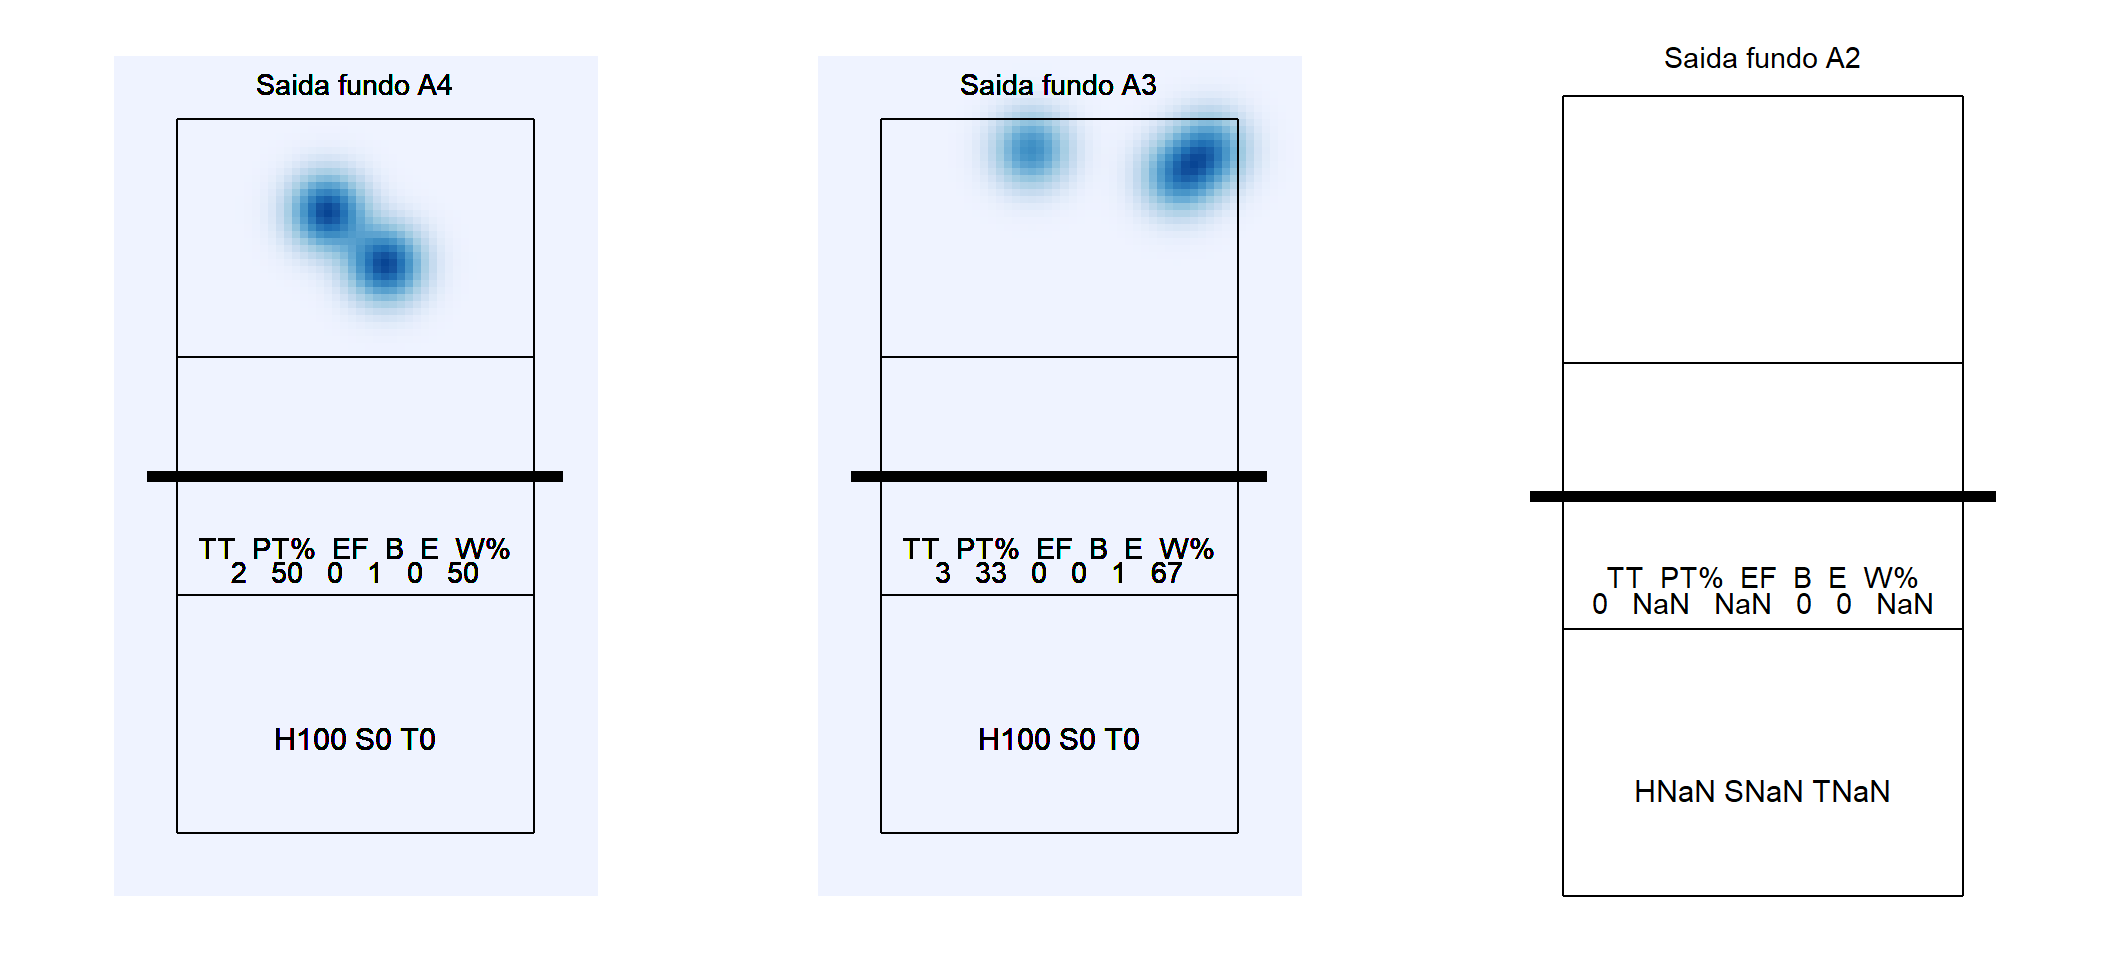 Saida fundo A4
TT PT% EF B E W%
2 50 0 1 0 50
H100 S0 T0
Saida fundo A3
TT PT% EF B E W%
3 33 0 0 1 67
H100 S0 T0
Saida fundo A2
TT PT% EF B E W%
0 NaN NaN 0 0 NaN
HNaN SNaN TNaN